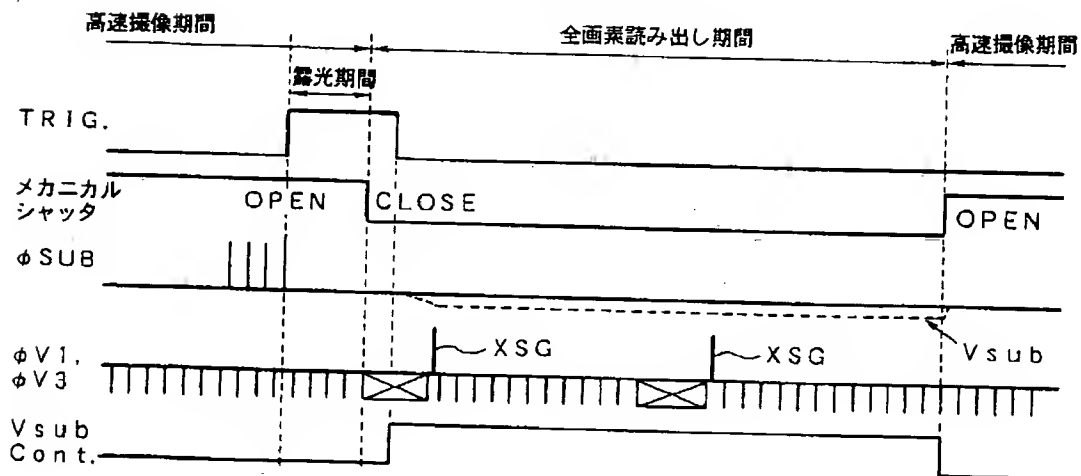 高速撮像期間
全画素読み出し期間
高速撮像期間
露光期間
TRIG.
メカニカル
シャッタ
OPEN
CLOSE
OPEN
φSUB
Vsub
φV1,
φV3
XSG
XSG
Vsub
Cont.